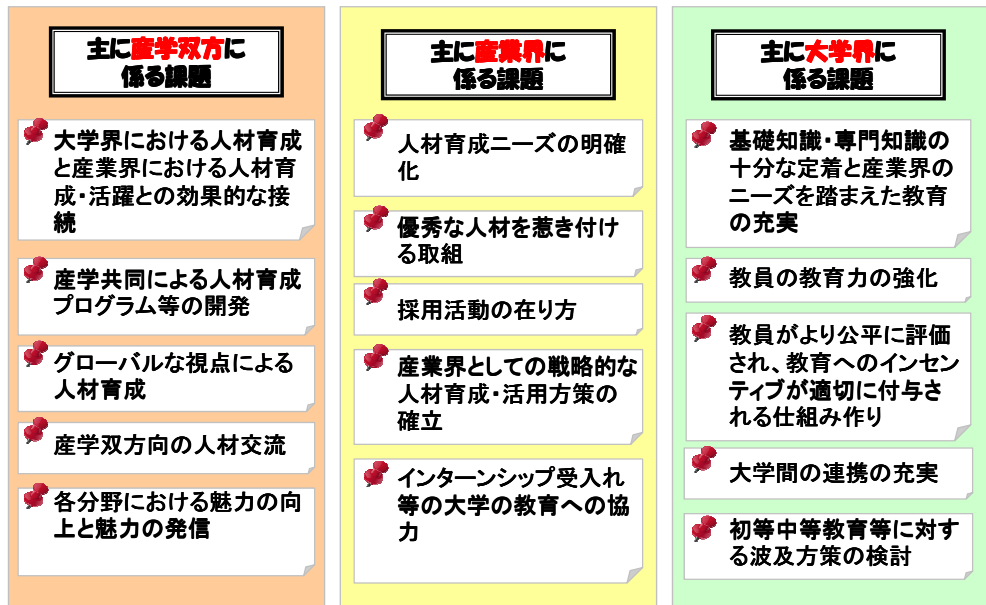 主に産学双方に
係る課題
大学界における人材育成
と産業界における人材育
成・活躍との効果的な接
続
産学共同による人材育成
プログラム等の開発
グローバルな視点による
人材育成
産学双方向の人材交流
各分野における魅力の向
上と魅力の発信
主に産業界に
係る課題
人材育成ニーズの明確
化
優秀な人材を惹き付け
る取組
採用活動の在り方
産業界としての戦略的な
人材育成・活用方策の
確立
インターンシップ受入れ
等の大学の教育への協
力
主に大学界に
係る課題
基礎知識・専門知識の
十分な定着と産業界の
ニーズを踏まえた教育
の充実
教員の教育力の強化
教員がより公平に評価
され、教育へのインセン
ティブが適切に付与さ
れる仕組み作り
大学間の連携の充実
初等中等教育等に対す
る波及方策の検討